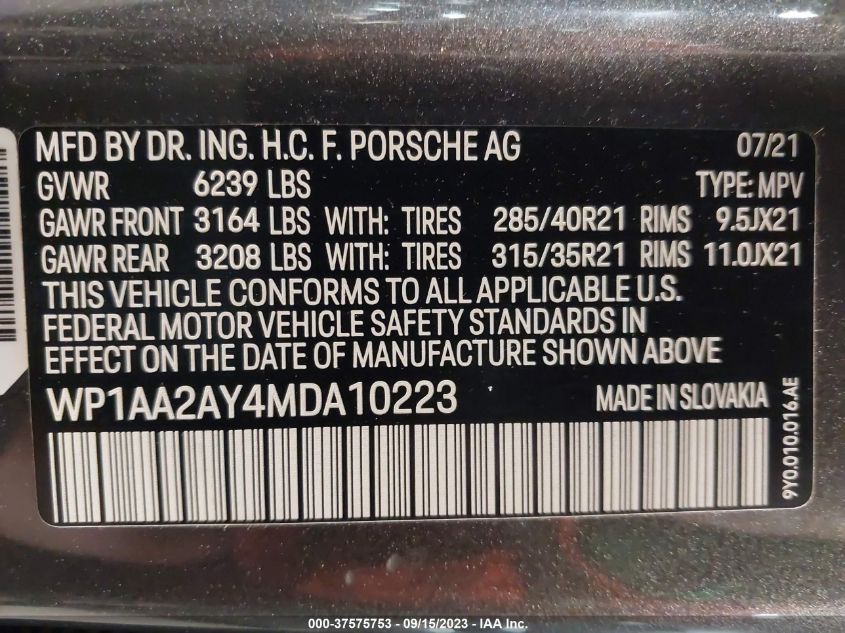 MFD BY DR. ING. H.C. F. PORSCHE AG 07/21
GVWR 6239 LBS TYPE: MPV
GAWR FRONT 3164 LBS WITH: TIRES 285/40R21 RIMS 9.5JX21
GAWR REAR 3208 LBS WITH: TIRES 315/35R21 RIMS 11.0JX21
THIS VEHICLE CONFORMS TO ALL APPLICABLE U.S.
FEDERAL MOTOR VEHICLE SAFETY STANDARDS IN
EFFECT ON THE DATE OF MANUFACTURE SHOWN ABOVE
WP1AA2AY4MDA10223 MADE IN SLOVAKIA
9Y0.010.016.AE
000-37575753 - 09/15/2023 - IAA Inc.